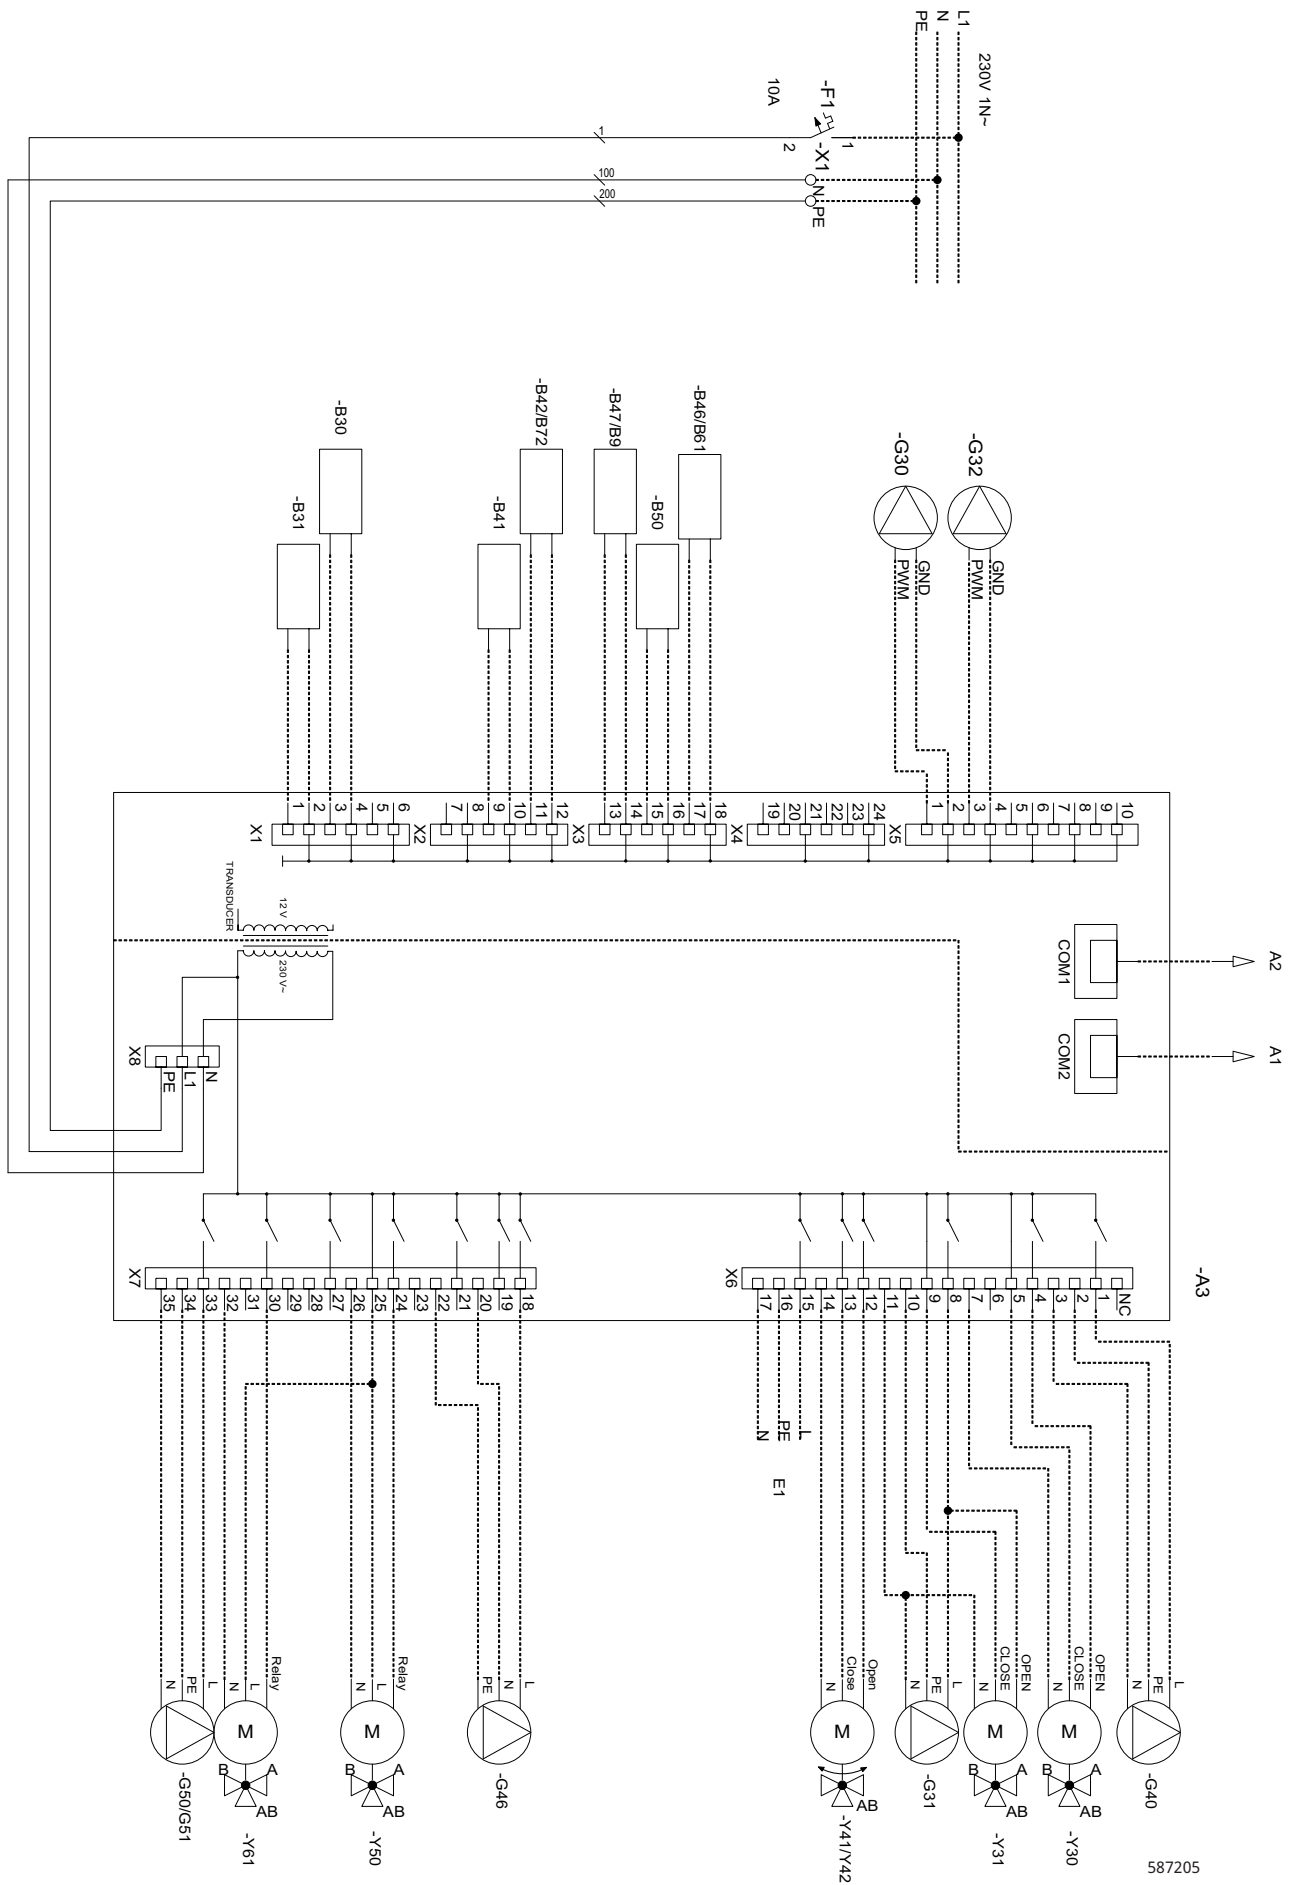 L1
N
PE
230V 1N~
-F1
10A
1
2
-X1
N
PE
1
100
200
-B31
-B30
-B41
-B42/B72
-B47/B9
-B50
-B46/B61
-G30
PWM
GND
-G32
PWM
GND
1
2
3
4
5
6
X1
7
8
9
10
11
12
X2
13
14
15
16
17
18
X3
19
20
21
22
23
24
X4
1
2
3
4
5
6
7
8
9
10
X5
TRANSDUCER
12 V
230 V~
COM1
A2
COM2
A1
X8
PE
L1
N
-A3
X7
35
34
33
32
31
30
29
28
27
26
25
24
23
22
21
20
19
18
X6
17
16
15
14
13
12
11
10
9
8
7
6
5
4
3
2
1
NC
N
PE
L
E1
N
PE
L
-G50/G51
N
L
Relay
M
B
A
AB
-Y61
N
L
Relay
M
B
A
AB
-Y50
PE
N
L
-G46
N
Close
Open
M
AB
-Y41/Y42
N
PE
L
-G31
N
CLOSE
OPEN
M
B
A
AB
-Y31
N
CLOSE
OPEN
M
B
A
AB
-Y30
N
PE
L
-G40
587205